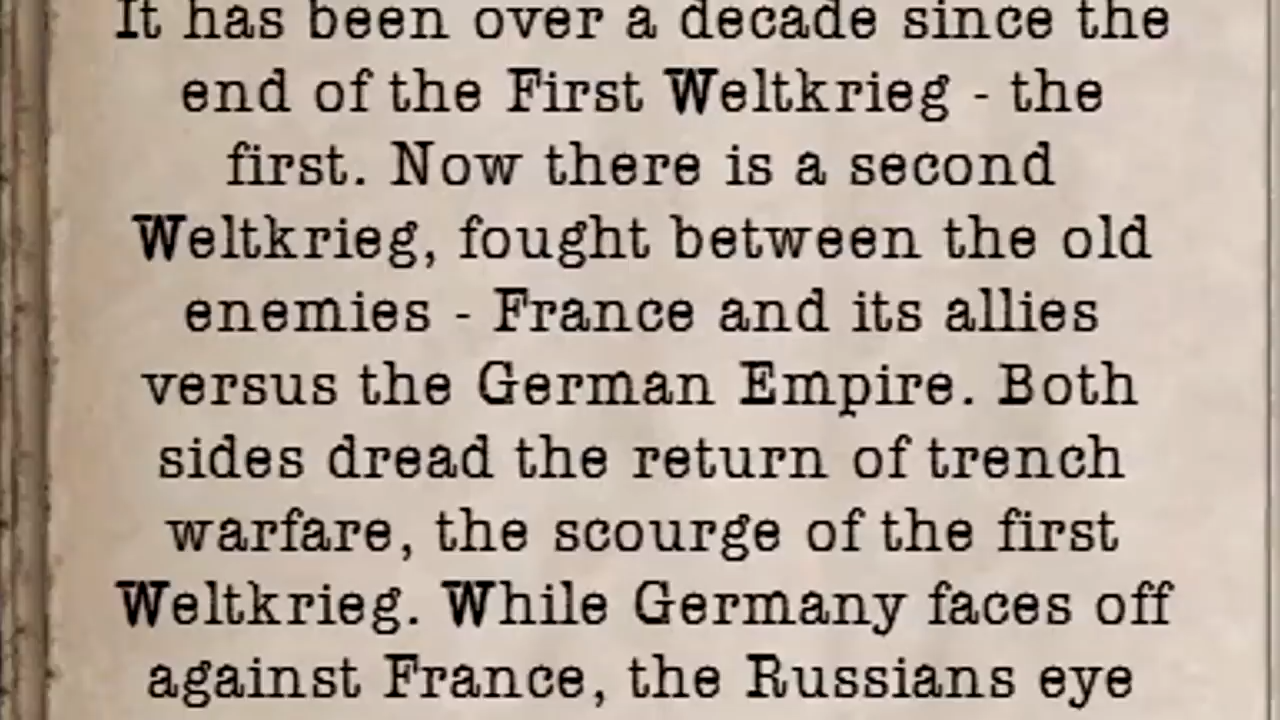 It has been over a decade since the
end of the First Weltkrieg - the
first. Now there is a second
Weltkrieg, fought between the old
enemies - France and its allies
versus the German Empire. Both
sides dread the return of trench
warfare, the scourge of the first
Weltkrieg. While Germany faces off
against France, the Russians eye